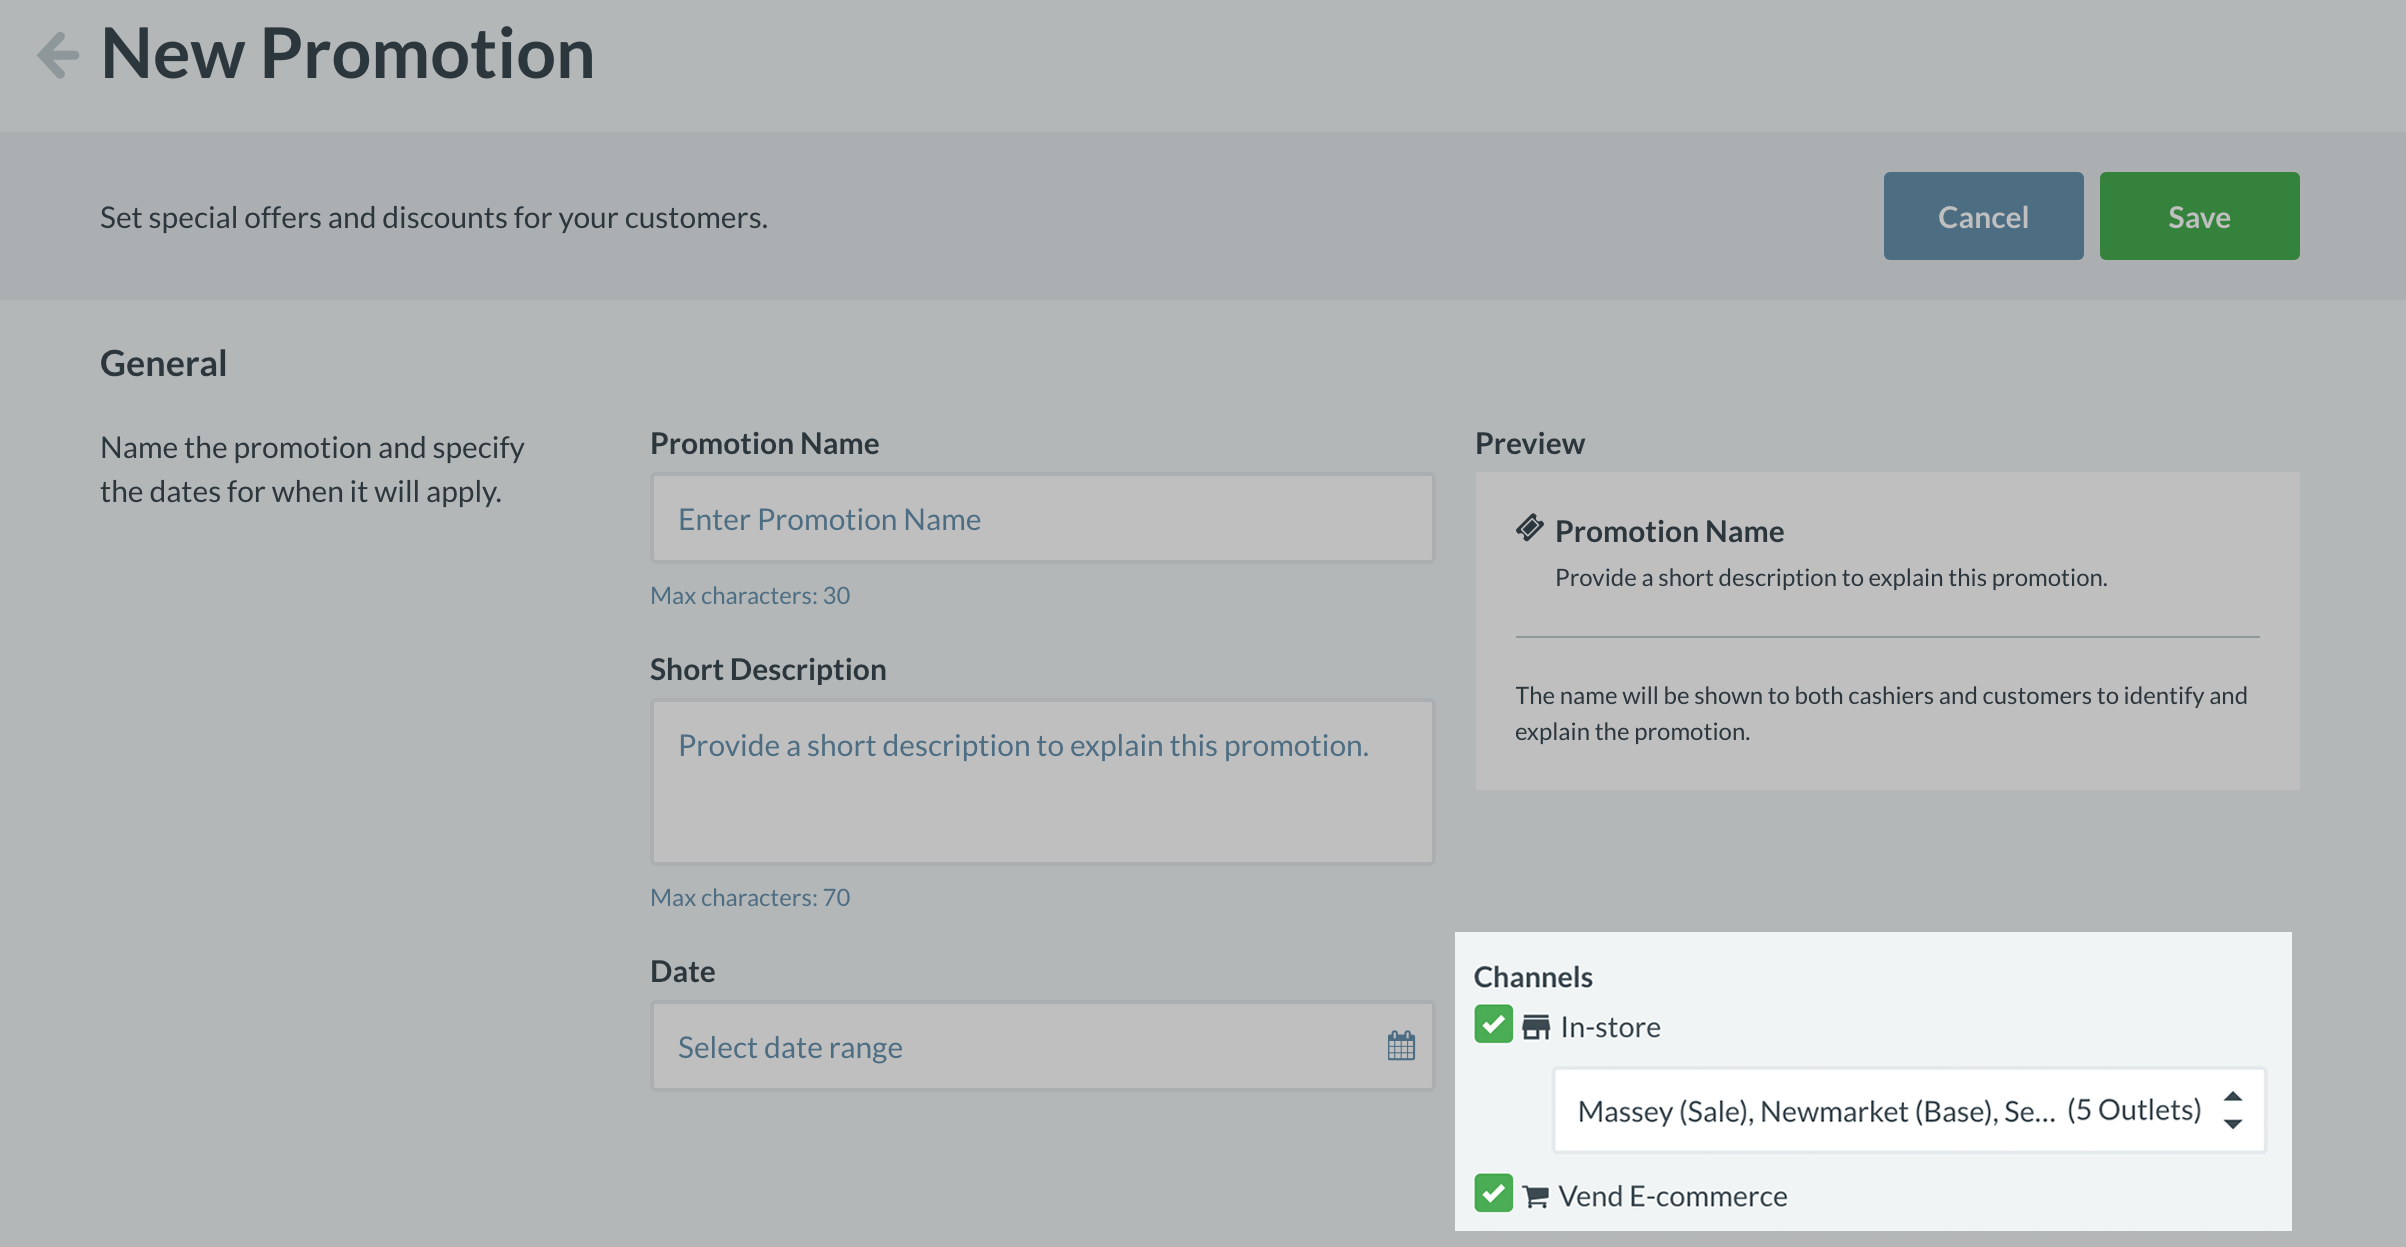 New Promotion
Set special offers and discounts for your customers.
Cancel
Save
General
Name the promotion and specify
the dates for when it will apply.
Promotion Name
Enter Promotion Name
Max characters: 30
Short Description
Provide a short description to explain this promotion.
Max characters: 70
Date
Select date range
Preview
Promotion Name
Provide a short description to explain this promotion.
The name will be shown to both cashiers and customers to identify and
explain the promotion.
Channels
In-store
Massey (Sale), Newmarket (Base), Se... (5 Outlets)
Vend E-commerce